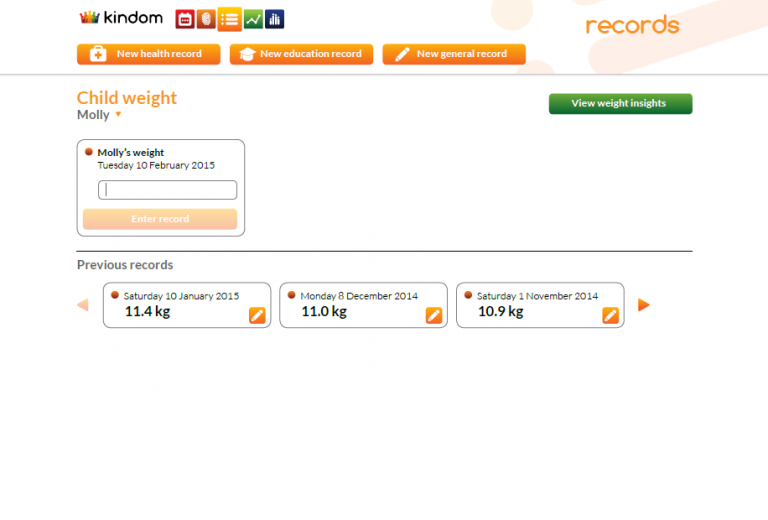 kindom
records
New health record
New education record
New general record
Child weight
Molly
View weight insights
Molly's weight
Tuesday 10 February 2015
Enter record
Previous records
Saturday 10 January 2015
11.4 kg
Monday 8 December 2014
11.0 kg
Saturday 1 November 2014
10.9 kg